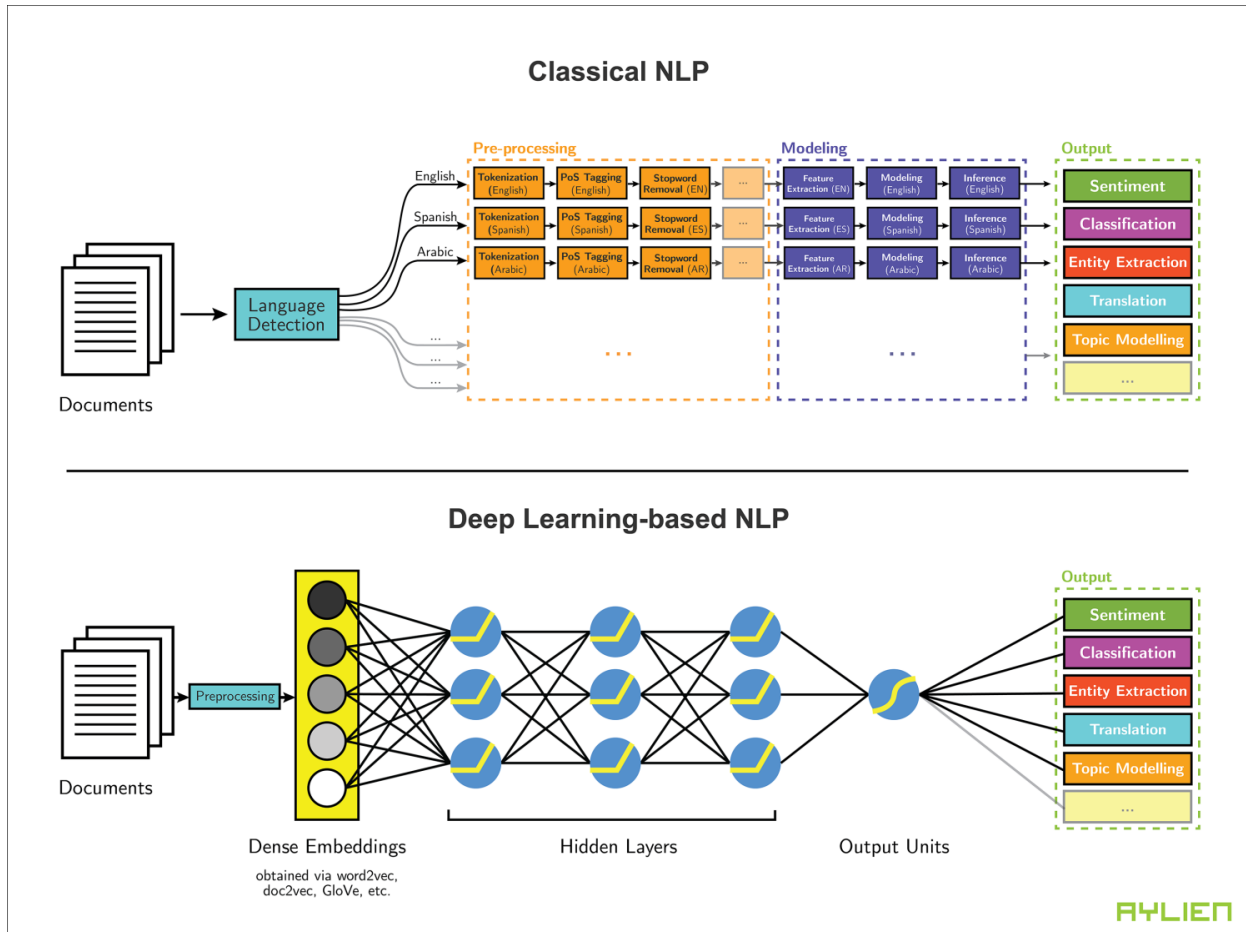 Classical NLP
Pre-processing
Modeling
Output
English
Tokenization
(English)
PoS Tagging
(English)
Stopword
Removal (EN)
...
Feature
Extraction (EN)
Modeling
(English)
Inference
(English)
Sentiment
Spanish
Tokenization
(Spanish)
PoS Tagging
(Spanish)
Stopword
Removal (ES)
...
Feature
Extraction (ES)
Modeling
(Spanish)
Inference
(Spanish)
Classification
Arabic
Tokenization
(Arabic)
PoS Tagging
(Arabic)
Stopword
Removal (AR)
...
Feature
Extraction (AR)
Modeling
(Arabic)
Inference
(Arabic)
Entity Extraction
Language
Detection
Translation
...
...
...
...
...
Topic Modelling
...
Documents
Deep Learning-based NLP
Output
Sentiment
Classification
Preprocessing
Entity Extraction
Translation
Topic Modelling
...
Documents
Dense Embeddings
obtained via word2vec,
doc2vec, GloVe, etc.
Hidden Layers
Output Units
AYLIEN